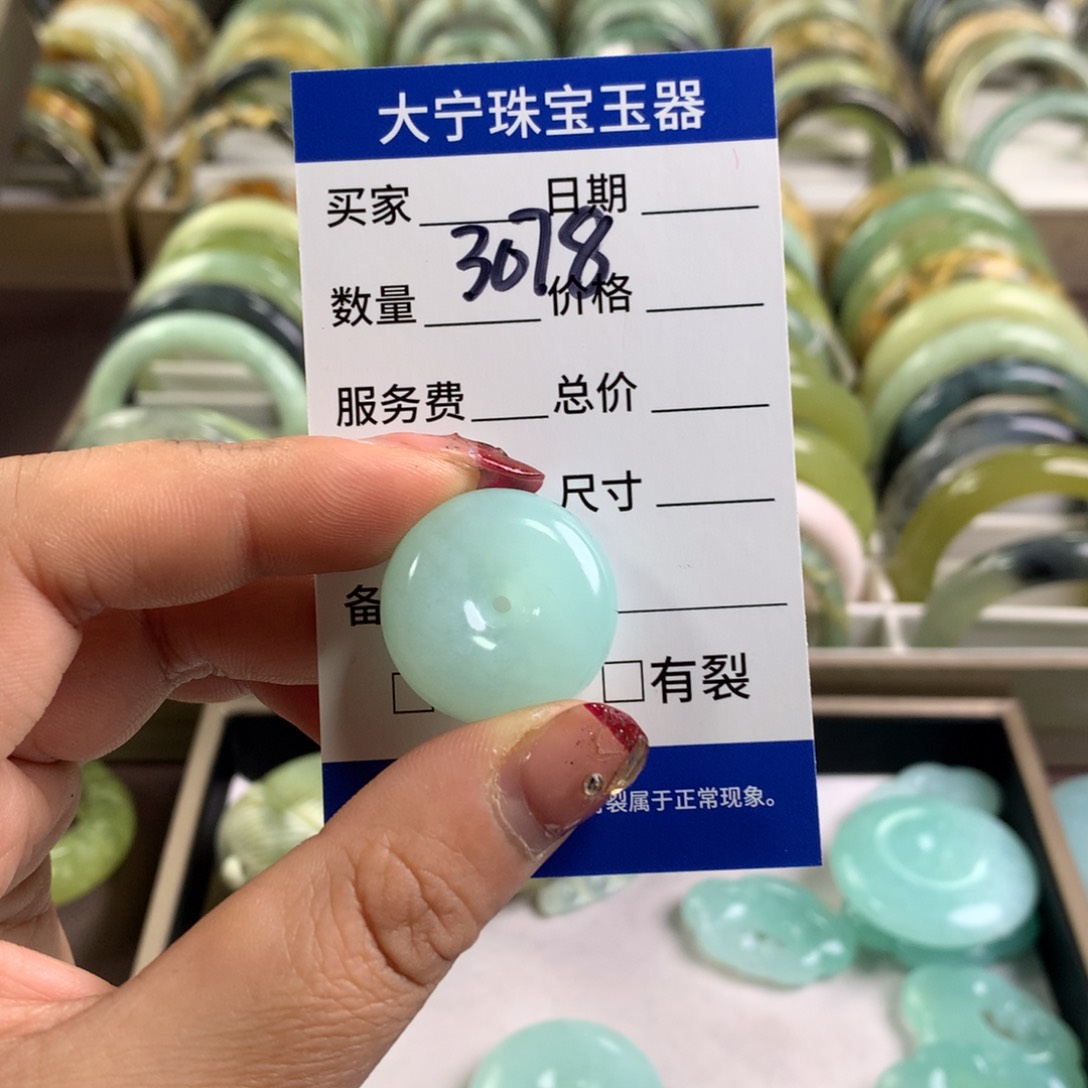 大宁珠宝玉器
买家 日期
3078
数量 价格
服务费 总价
尺寸
备
□ □有裂
裂属于正常现象。